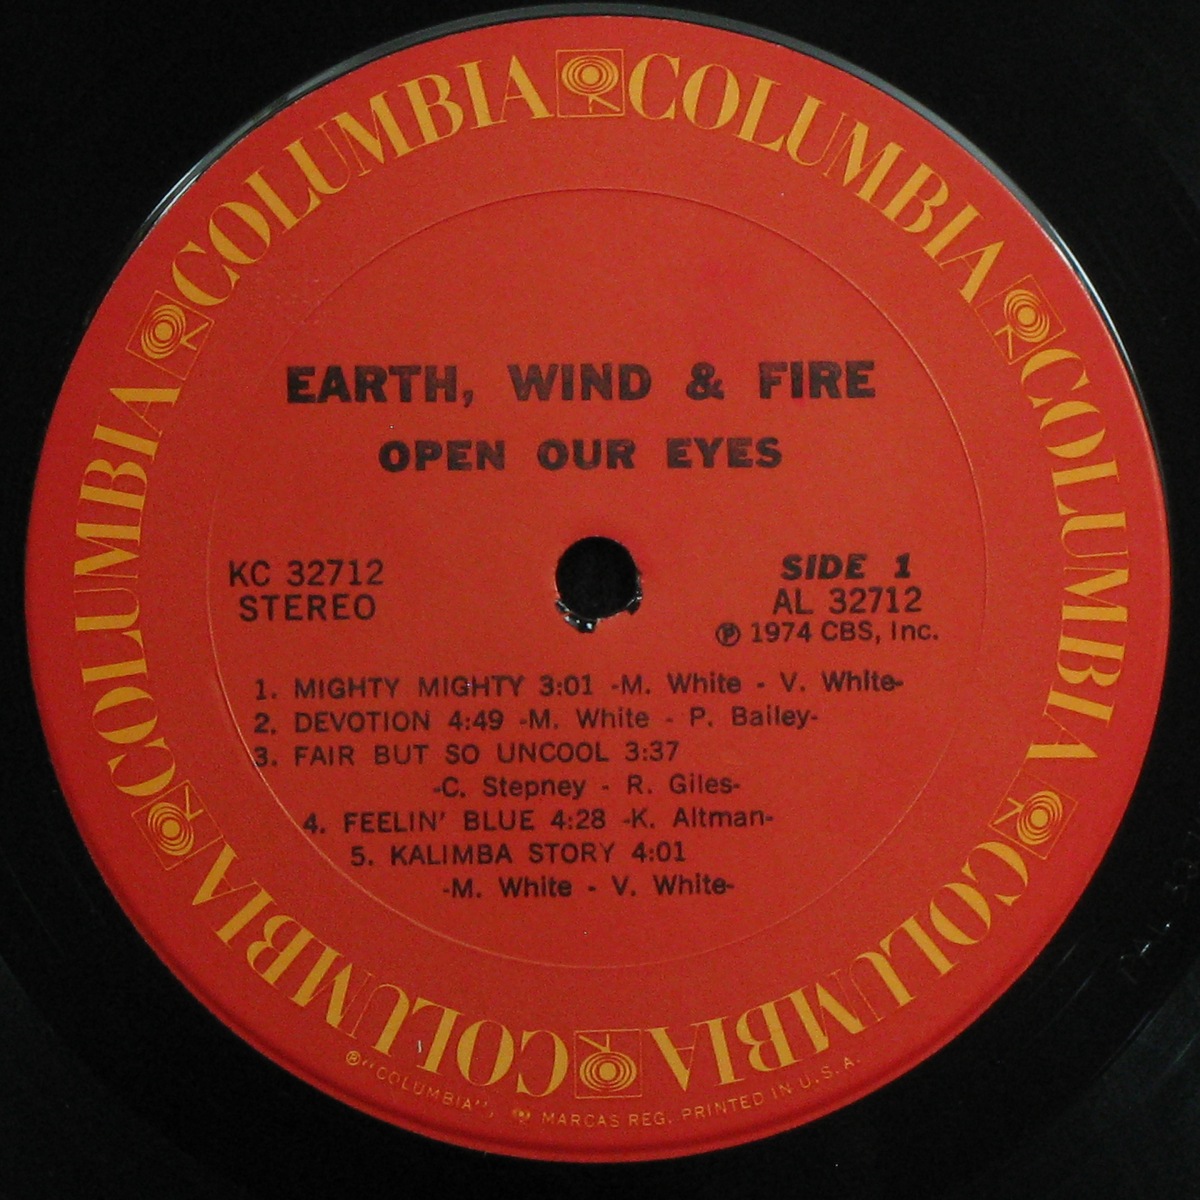 COLUMBIA COLUMBIA COLUMBIA COLUMBIA COLUMBIA COLUMBIA
EARTH, WIND & FIRE
OPEN OUR EYES
KC 32712
STEREO
SIDE 1
AL 32712
Ⓟ 1974 CBS, Inc.
1. MIGHTY MIGHTY 3:01 -M. White - V. White-
2. DEVOTION 4:49 -M. White - P. Bailey-
3. FAIR BUT SO UNCOOL 3:37
-C. Stepney - R. Giles-
4. FEELIN' BLUE 4:28 -K. Altman-
5. KALIMBA STORY 4:01
-M. White - V. White-
® "COLUMBIA", MARCAS REG. PRINTED IN U.S.A.